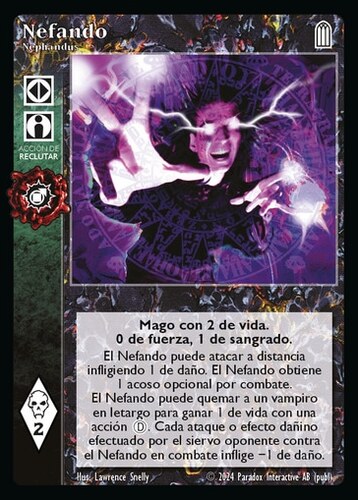 Nefando
Nephandus
ACCIÓN DE
RECLUTAR
Mago con 2 de vida.
0 de fuerza, 1 de sangrado.
El Nefando puede atacar a distancia
infligiendo 1 de daño. El Nefando obtiene
1 acoso opcional por combate.
El Nefando puede quemar a un vampiro
en letargo para ganar 1 de vida con una
acción Ⓓ. Cada ataque o efecto dañino
efectuado por el siervo oponente contra
el Nefando en combate inflige −1 de daño.
2
Ilus. Lawrence Snelly
© 2024 Paradox Interactive AB (publ)